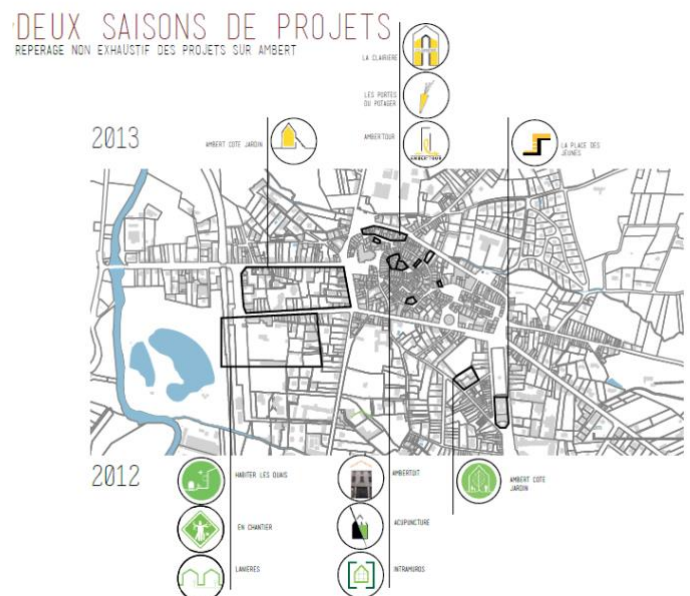 DEUX SAISONS DE PROJETS
REPERAGE NON EXHAUSTIF DES PROJETS SUR AMBERT
LA CLAIRIERE
LES PORTES
DU POTAGER
2013
AMBERT COTE JARDIN
AMBERTOUR
AMBERTOUR
LA PLACE DES
JEUNES
2012
HABITER LES QUAIS
AMBERTOIT
AMBERT COTE
JARDIN
EN CHANTIER
ACUPUNCTURE
LANIERES
INTRAMUROS